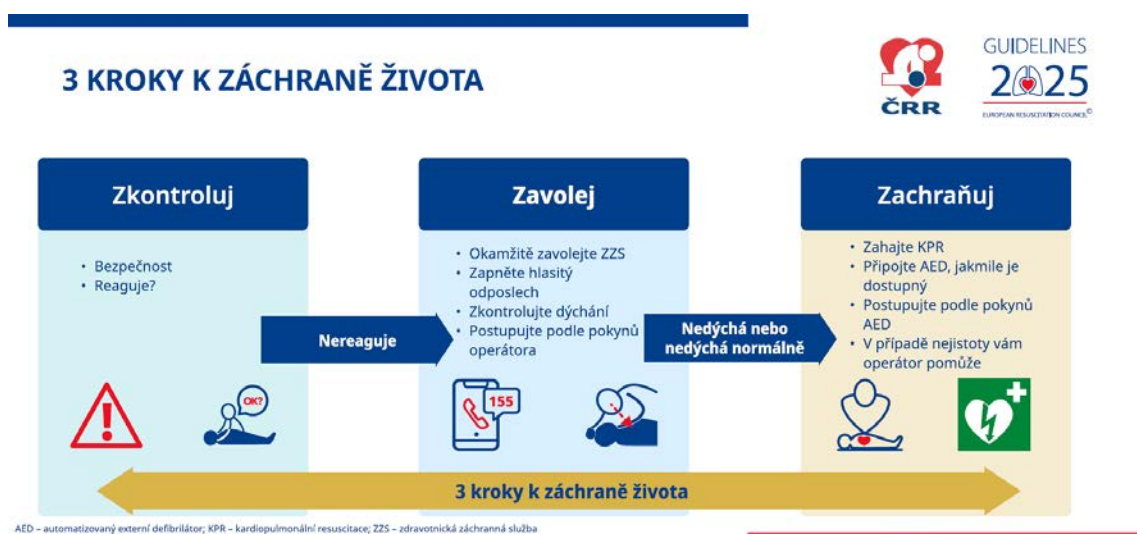 3 KROKY K ZÁCHRANĚ ŽIVOTA
ČRR
GUIDELINES
2025
EUROPEAN RESUSCITATION COUNCIL©
Zkontroluj
• Bezpečnost
• Reaguje?
OK?
Nereaguje
Zavolej
• Okamžitě zavolejte ZZS
• Zapněte hlasitý
odposlech
• Zkontrolujte dýchání
• Postupujte podle pokynů
operátora
155
Nedýchá nebo
nedýchá normálně
Zachraňuj
• Zahajte KPR
• Připojte AED, jakmile je
dostupný
• Postupujte podle pokynů
AED
• V případě nejistoty vám
operátor pomůže
3 kroky k záchraně života
AED – automatizovaný externí defibrilátor; KPR – kardiopulmonální resuscitace; ZZS – zdravotnická záchranná služba